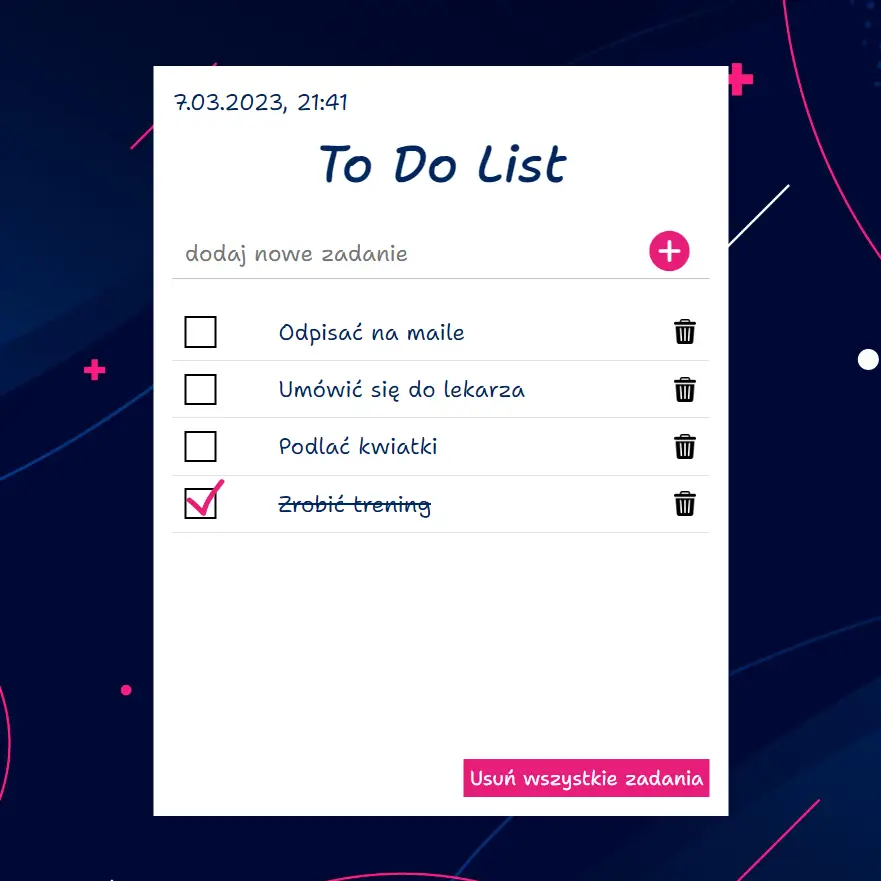 7.03.2023, 21:41
To Do List
dodaj nowe zadanie
Odpisać na maile
Umówić się do lekarza
Podlać kwiatki
Zrobić trening
Usuń wszystkie zadania